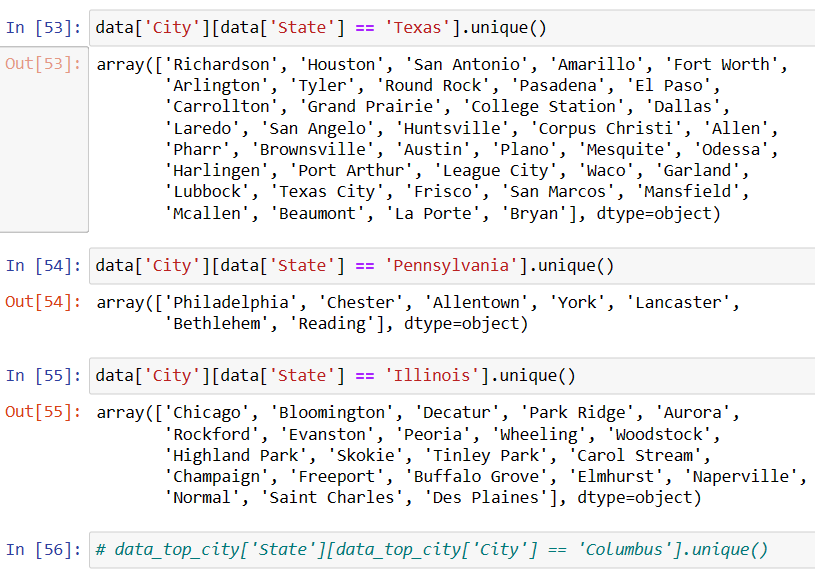 In [53]: data['City'][data['State'] == 'Texas'].unique()
Out[53]: array(['Richardson', 'Houston', 'San Antonio', 'Amarillo', 'Fort Worth',
'Arlington', 'Tyler', 'Round Rock', 'Pasadena', 'El Paso',
'Carrollton', 'Grand Prairie', 'College Station', 'Dallas',
'Laredo', 'San Angelo', 'Huntsville', 'Corpus Christi', 'Allen',
'Pharr', 'Brownsville', 'Austin', 'Plano', 'Mesquite', 'Odessa',
'Harlingen', 'Port Arthur', 'League City', 'Waco', 'Garland',
'Lubbock', 'Texas City', 'Frisco', 'San Marcos', 'Mansfield',
'Mcallen', 'Beaumont', 'La Porte', 'Bryan'], dtype=object)
In [54]: data['City'][data['State'] == 'Pennsylvania'].unique()
Out[54]: array(['Philadelphia', 'Chester', 'Allentown', 'York', 'Lancaster',
'Bethlehem', 'Reading'], dtype=object)
In [55]: data['City'][data['State'] == 'Illinois'].unique()
Out[55]: array(['Chicago', 'Bloomington', 'Decatur', 'Park Ridge', 'Aurora',
'Rockford', 'Evanston', 'Peoria', 'Wheeling', 'Woodstock',
'Highland Park', 'Skokie', 'Tinley Park', 'Carol Stream',
'Champaign', 'Freeport', 'Buffalo Grove', 'Elmhurst', 'Naperville',
'Normal', 'Saint Charles', 'Des Plaines'], dtype=object)
In [56]: # data_top_city['State'][data_top_city['City'] == 'Columbus'].unique()